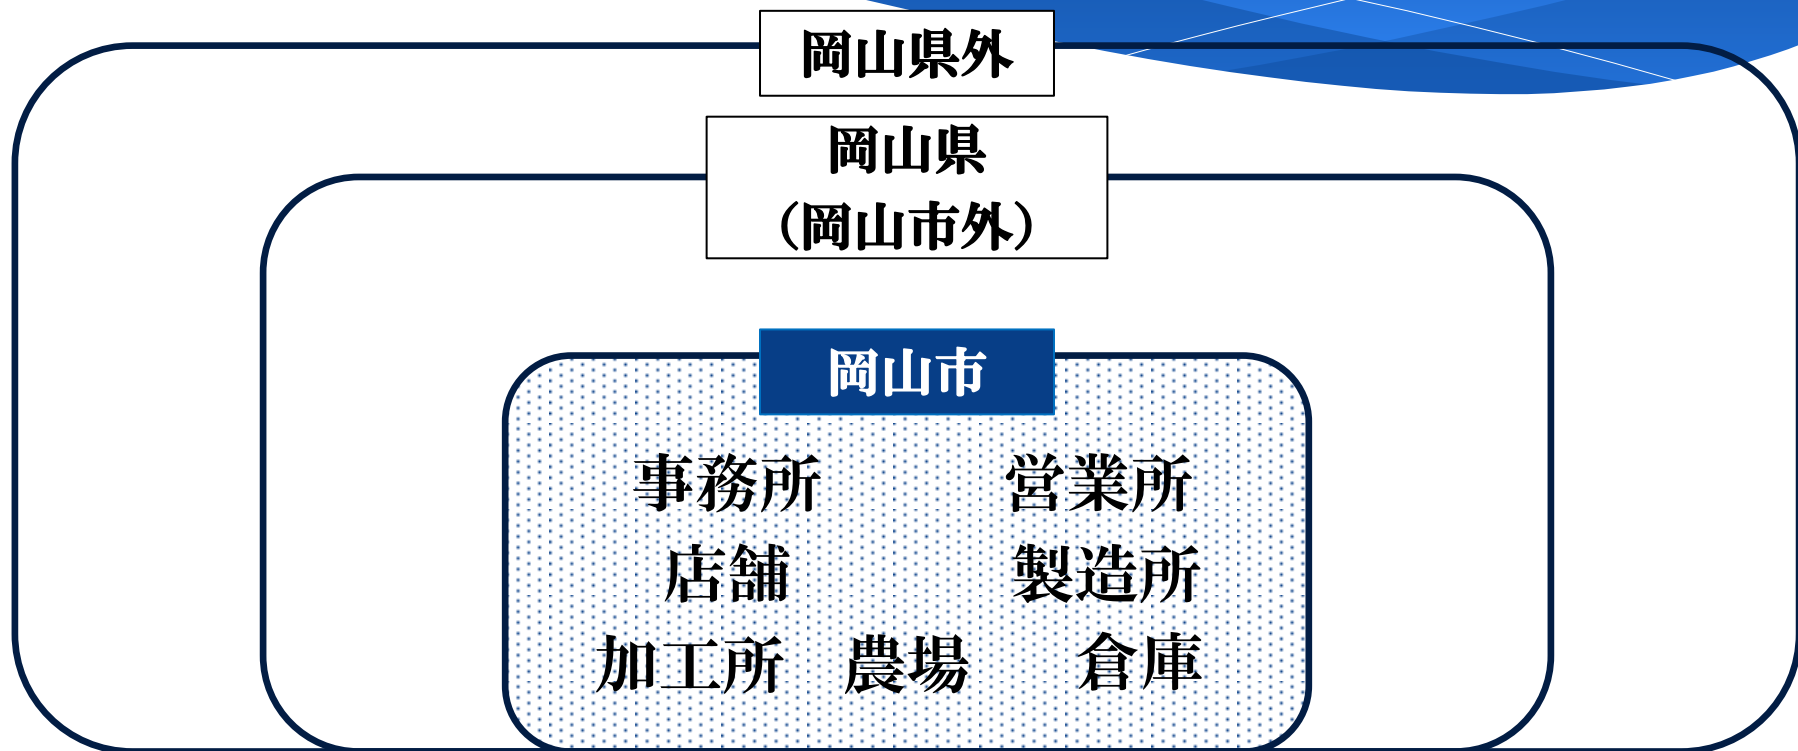 岡山県外
岡山県
（岡山市外）
岡山市
事務所 営業所
店舗 製造所
加工所 農場 倉庫